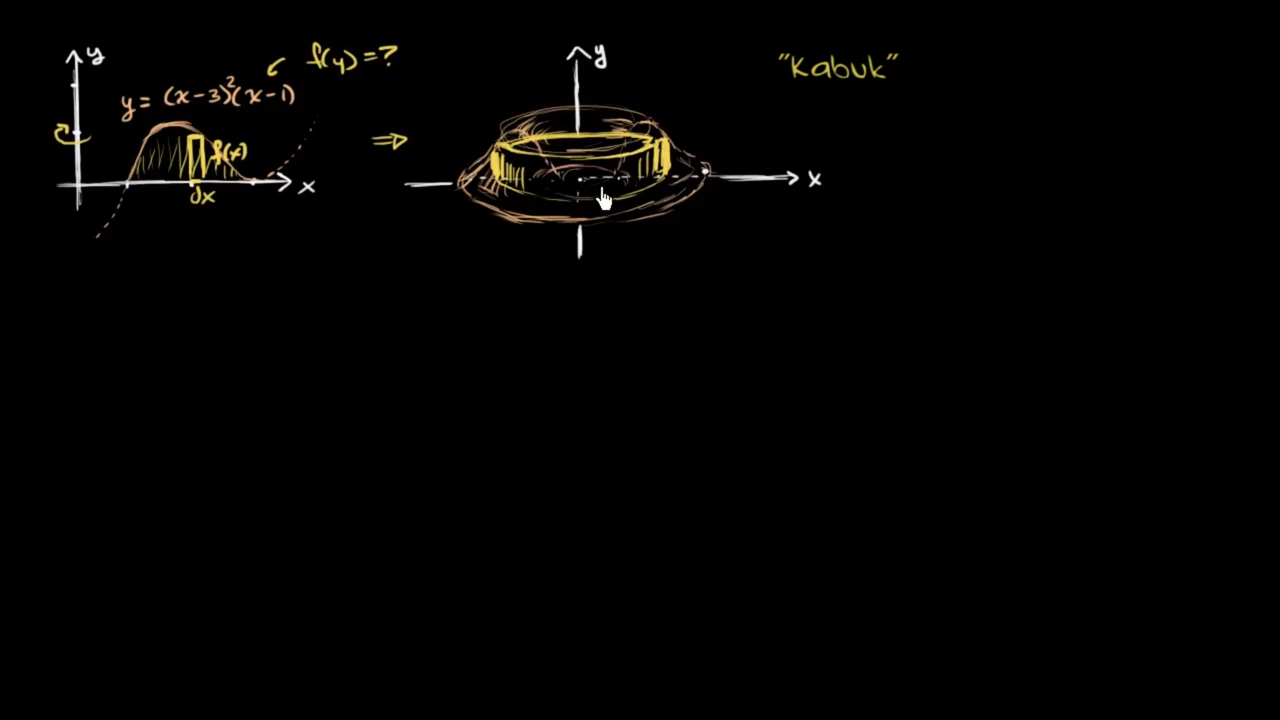 y
f(y)=?
y = (x-3)²(x-1)
f(x)
x
dx
⇒
y
x
"Kabuk"